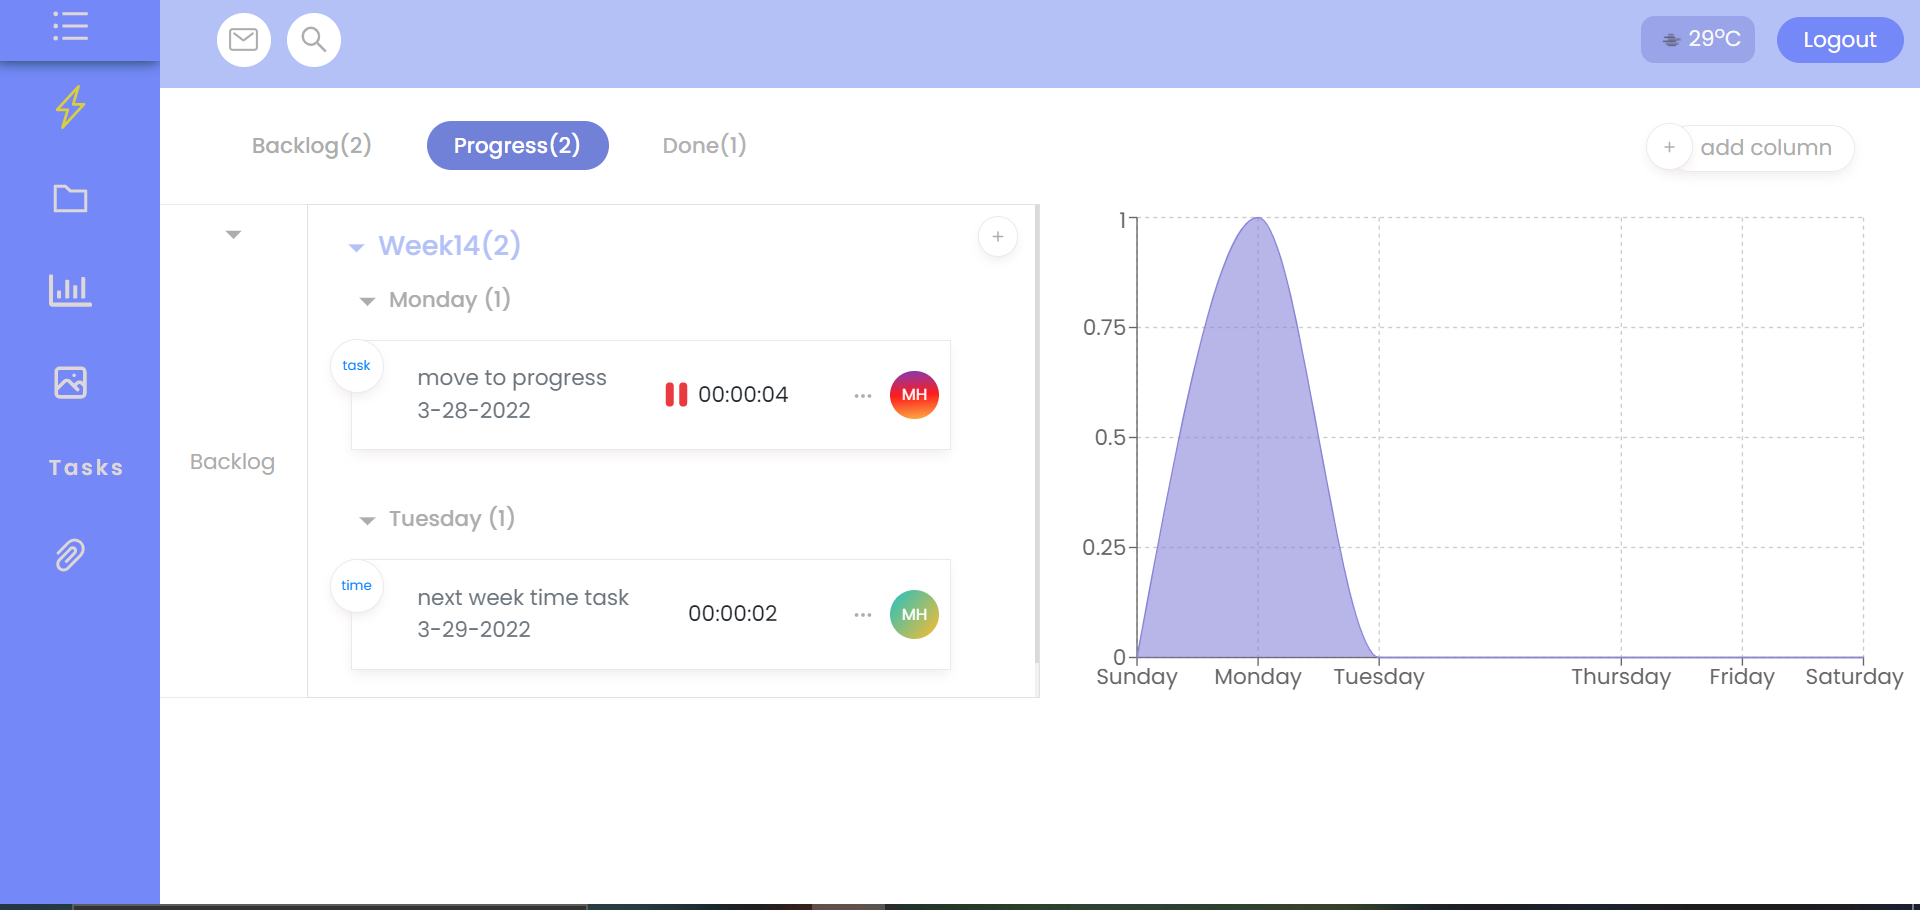 29°C
Logout
Backlog(2)
Progress(2)
Done(1)
+ add column
Week14(2)
+
Monday (1)
task
move to progress
3-28-2022
00:00:04
...
MH
Tasks
Backlog
Tuesday (1)
time
next week time task
3-29-2022
00:00:02
...
MH
1
0.75
0.5
0.25
0
Sunday Monday Tuesday Thursday Friday Saturday